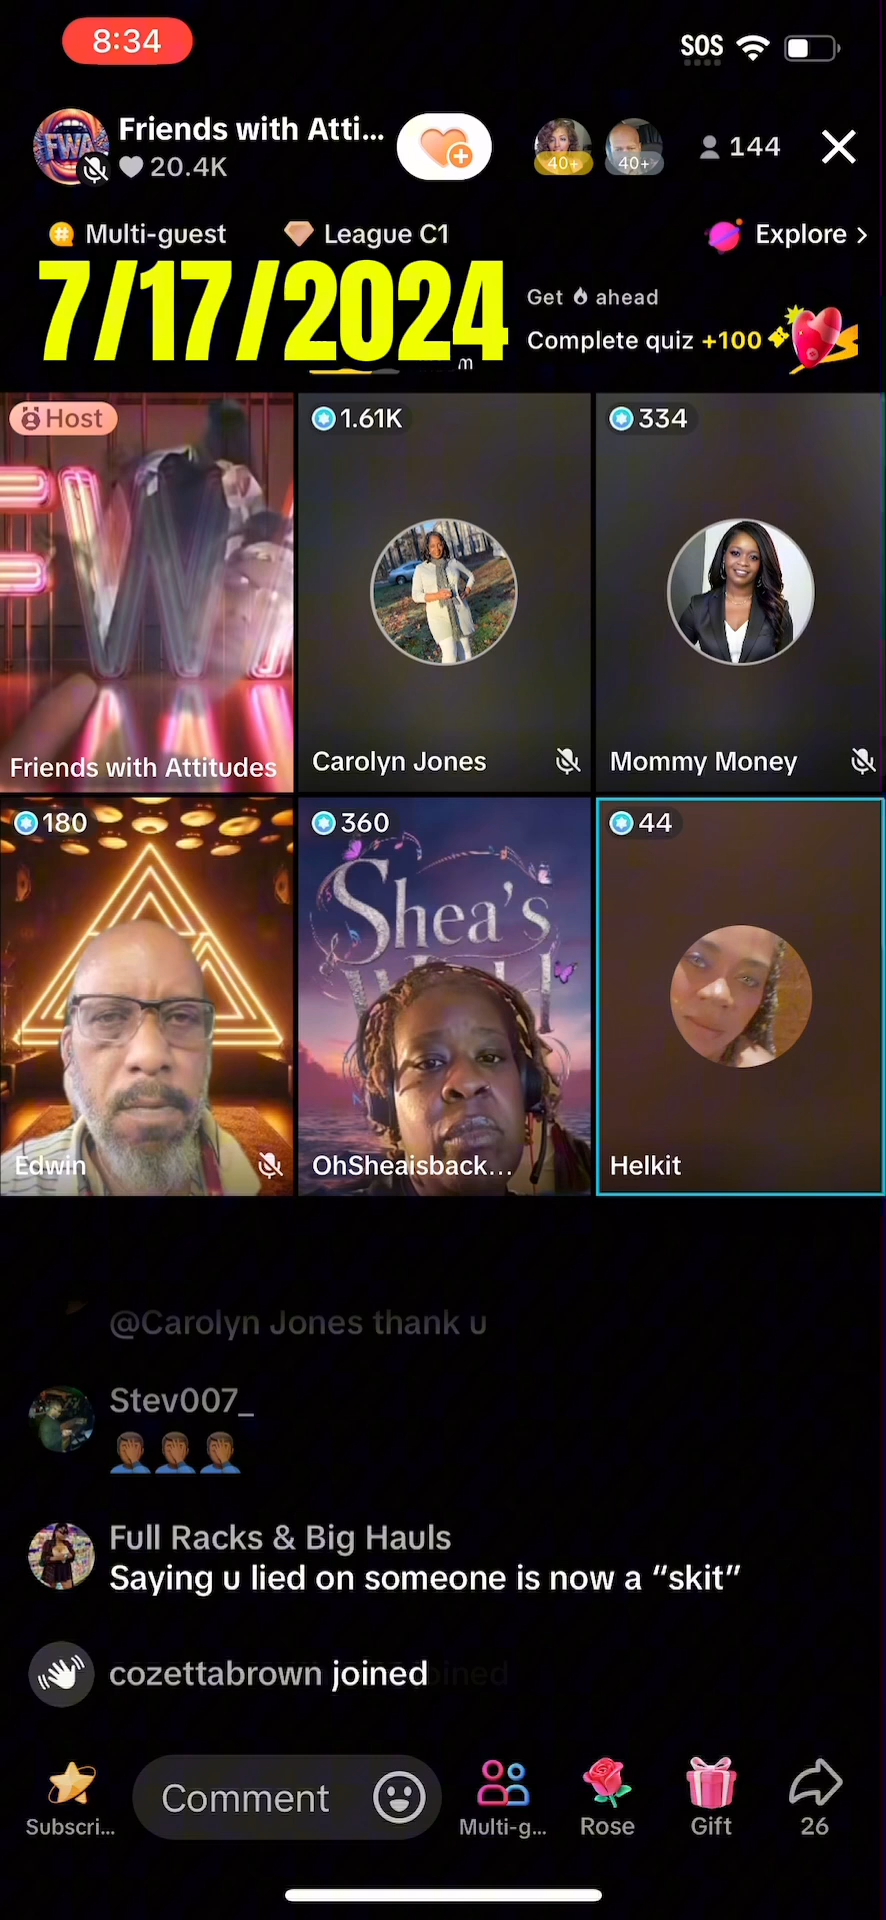 8:34
SOS
FWA
Friends with Atti...
20.4K
40+
40+
144
Multi-guest
League C1
Explore >
7/17/2024
Get ahead
Complete quiz +100
m
Host
1.61K
334
Friends with Attitudes
Carolyn Jones
Mommy Money
180
360
44
Shea's
Edwin
OhSheaisback...
Helkit
@Carolyn Jones thank u
Stev007_
Full Racks & Big Hauls
Saying u lied on someone is now a “skit”
cozettabrown joined
Subscri...
Comment
Multi-g...
Rose
Gift
26